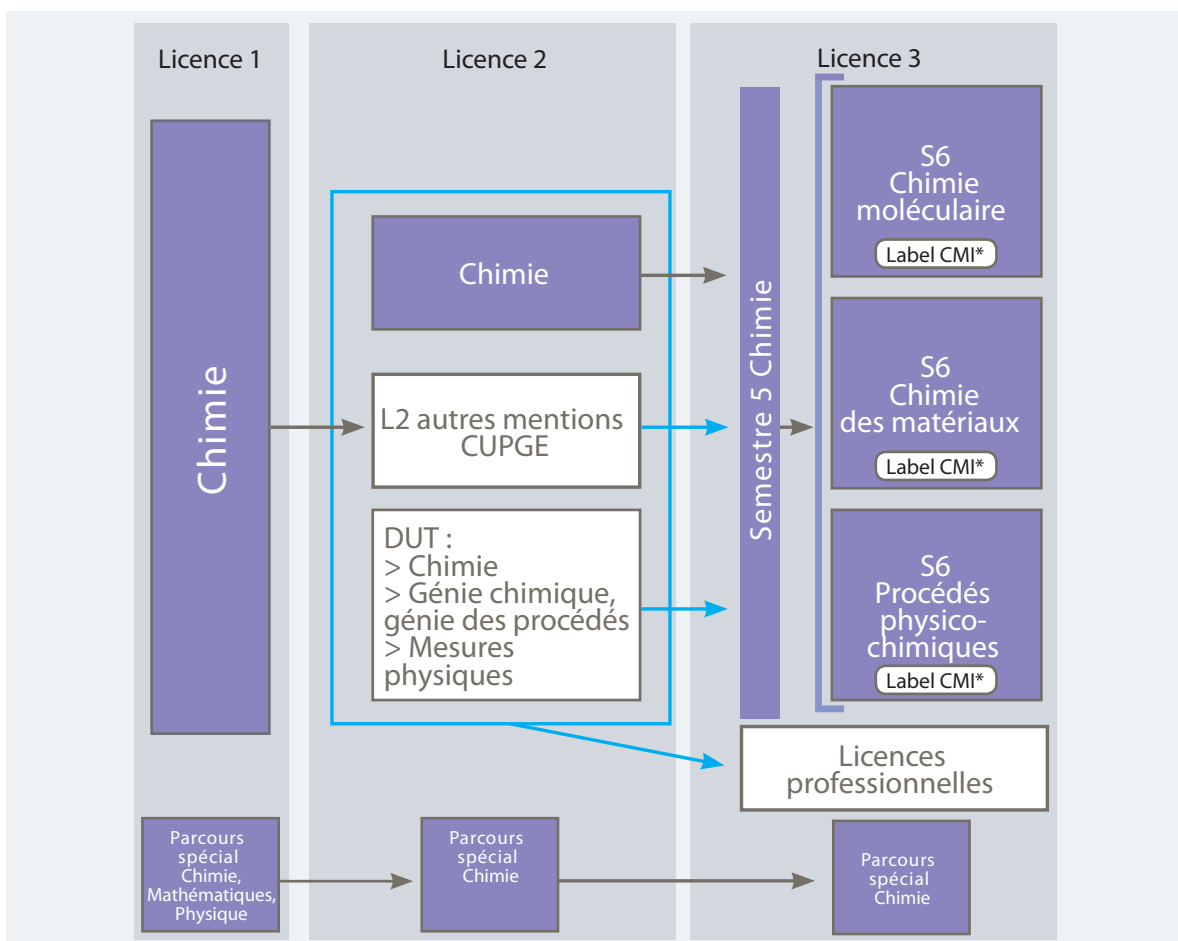 Licence 1
Licence 2
Licence 3
Chimie
Chimie
L2 autres mentions
CUPGE
DUT :
> Chimie
> Génie chimique,
génie des procédés
> Mesures
physiques
Semestre 5 Chimie
S6
Chimie
moléculaire
Label CMI*
S6
Chimie
des matériaux
Label CMI*
S6
Procédés
physico-
chimiques
Label CMI*
Licences
professionnelles
Parcours
spécial
Chimie,
Mathématiques,
Physique
Parcours
spécial
Chimie
Parcours
spécial
Chimie